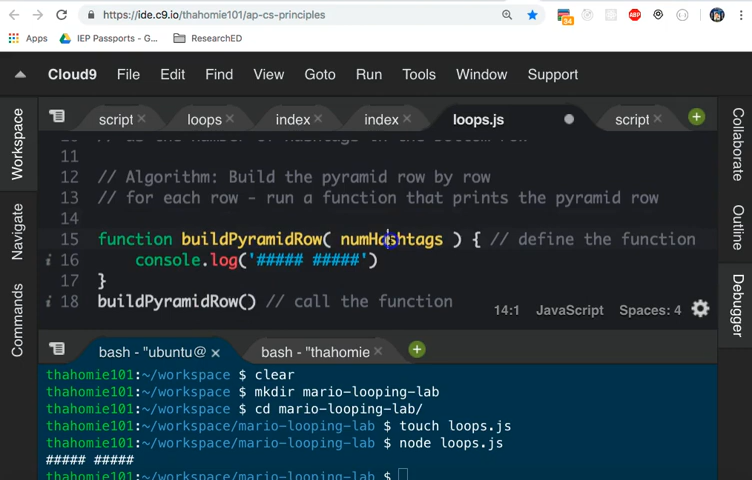 https://ide.c9.io/thahomie101/ap-cs-principles
34
ABP
Apps IEP Passports - G... ResearchED
Cloud9 File Edit Find View Goto Run Tools Window Support
script loops index index loops.js script
11
12 // Algorithm: Build the pyramid row by row
13 // for each row - run a function that prints the pyramid row
14
15 function buildPyramidRow( numHashtags ) { // define the function
16 console.log('##### #####')
17 }
18 buildPyramidRow() // call the function
14:1 JavaScript Spaces: 4
Workspace
Navigate
Commands
Collaborate
Outline
Debugger
bash - "ubuntu@ bash - "thahomie
thahomie101:~/workspace $ clear
thahomie101:~/workspace $ mkdir mario-looping-lab
thahomie101:~/workspace $ cd mario-looping-lab/
thahomie101:~/workspace/mario-looping-lab $ touch loops.js
thahomie101:~/workspace/mario-looping-lab $ node loops.js
##### #####
thahomie101:~/workspace/mario-looping-lab $